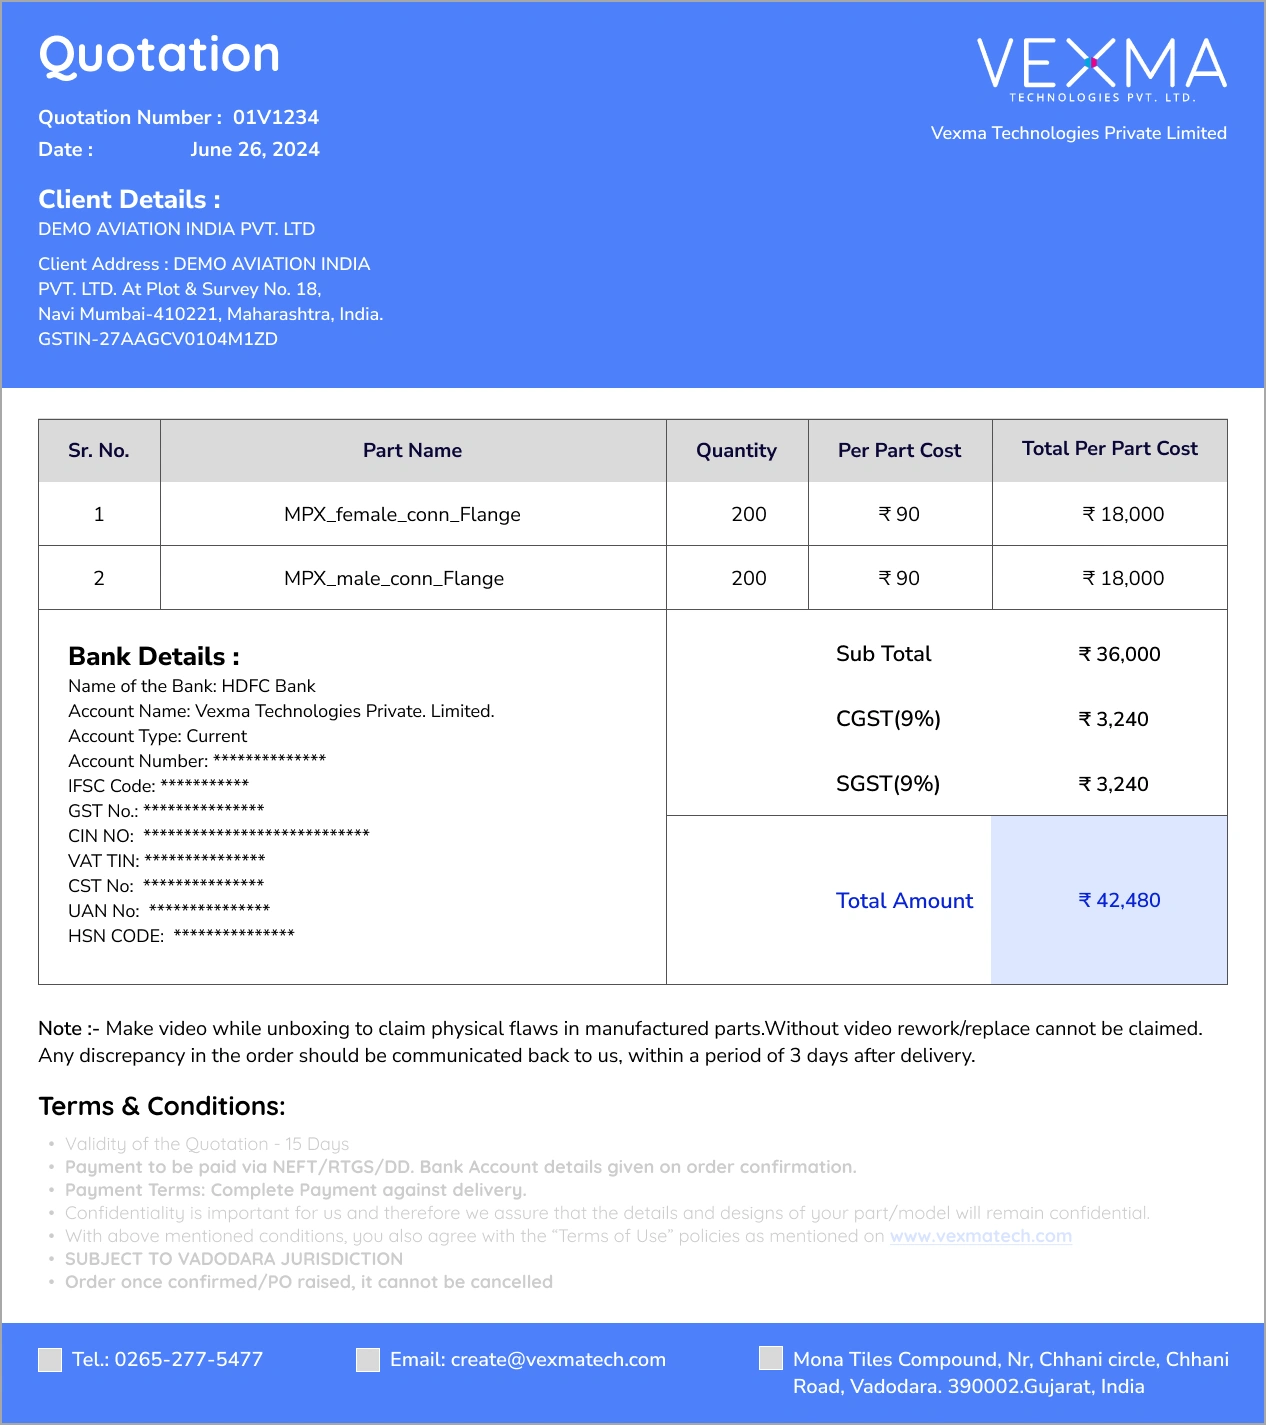 Quotation
VEXMA
TECHNOLOGIES PVT. LTD.
Vexma Technologies Private Limited
Quotation Number : 01V1234
Date : June 26, 2024
Client Details :
DEMO AVIATION INDIA PVT. LTD
Client Address : DEMO AVIATION INDIA
PVT. LTD. At Plot & Survey No. 18,
Navi Mumbai-410221, Maharashtra, India.
GSTIN-27AAGCV0104M1ZD
Sr. No. Part Name Quantity Per Part Cost Total Per Part Cost
1 MPX_female_conn_Flange 200 ₹ 90 ₹ 18,000
2 MPX_male_conn_Flange 200 ₹ 90 ₹ 18,000
Bank Details :
Name of the Bank: HDFC Bank
Account Name: Vexma Technologies Private. Limited.
Account Type: Current
Account Number: **************
IFSC Code: ***********
GST No.: ***************
CIN NO: ****************************
VAT TIN: ***************
CST No: ***************
UAN No: ***************
HSN CODE: ***************
Sub Total ₹ 36,000
CGST(9%) ₹ 3,240
SGST(9%) ₹ 3,240
Total Amount ₹ 42,480
Note :- Make video while unboxing to claim physical flaws in manufactured parts.Without video rework/replace cannot be claimed.
Any discrepancy in the order should be communicated back to us, within a period of 3 days after delivery.
Terms & Conditions:
• Validity of the Quotation - 15 Days
• Payment to be paid via NEFT/RTGS/DD. Bank Account details given on order confirmation.
• Payment Terms: Complete Payment against delivery.
• Confidentiality is important for us and therefore we assure that the details and designs of your part/model will remain confidential.
• With above mentioned conditions, you also agree with the “Terms of Use” policies as mentioned on www.vexmatech.com
• SUBJECT TO VADODARA JURISDICTION
• Order once confirmed/PO raised, it cannot be cancelled
Tel.: 0265-277-5477
Email: create@vexmatech.com
Mona Tiles Compound, Nr, Chhani circle, Chhani
Road, Vadodara. 390002.Gujarat, India